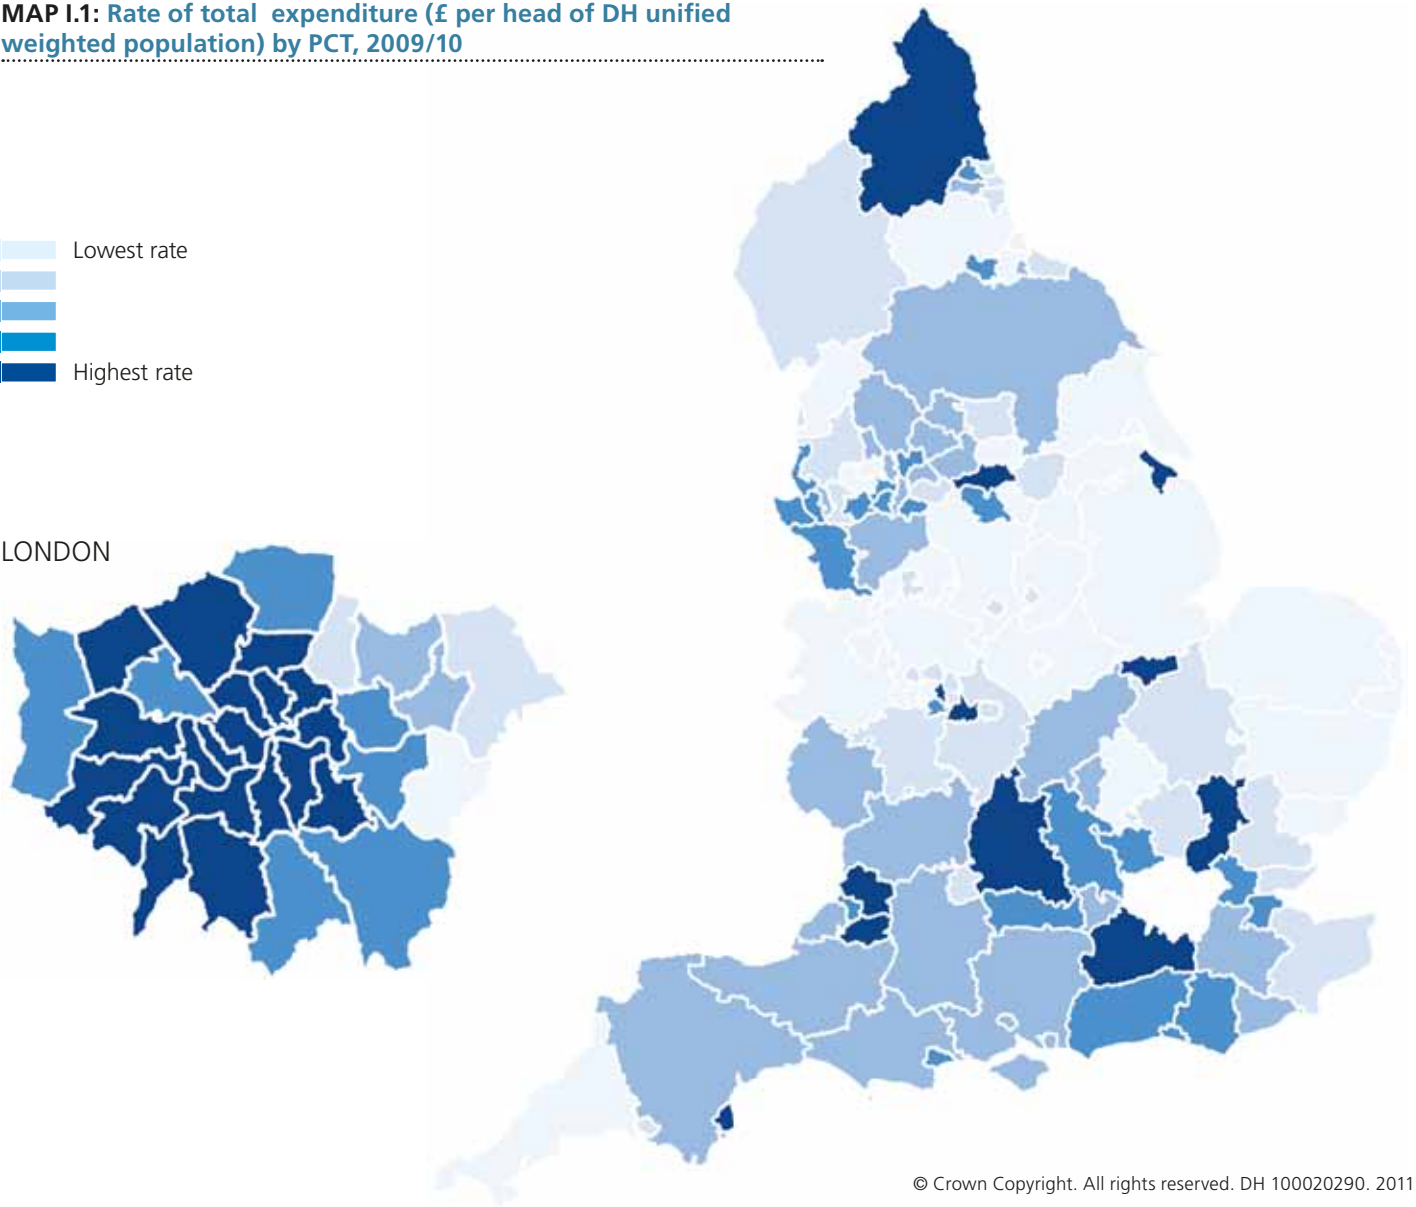 MAP I.1: Rate of total expenditure (£ per head of DH unified
weighted population) by PCT, 2009/10
Lowest rate
Highest rate
LONDON
© Crown Copyright. All rights reserved. DH 100020290. 2011